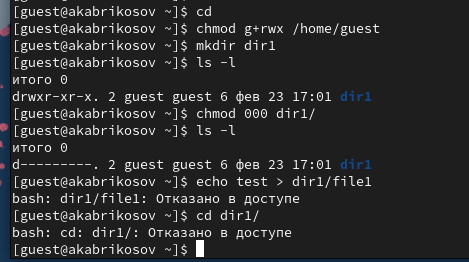 [guest@akabrikosov ~]$ cd
[guest@akabrikosov ~]$ chmod g+rwx /home/guest
[guest@akabrikosov ~]$ mkdir dir1
[guest@akabrikosov ~]$ ls -l
итого 0
drwxr-xr-x. 2 guest guest 6 фев 23 17:01 dir1
[guest@akabrikosov ~]$ chmod 000 dir1/
[guest@akabrikosov ~]$ ls -l
итого 0
d---------. 2 guest guest 6 фев 23 17:01 dir1
[guest@akabrikosov ~]$ echo test > dir1/file1
bash: dir1/file1: Отказано в доступе
[guest@akabrikosov ~]$ cd dir1/
bash: cd: dir1/: Отказано в доступе
[guest@akabrikosov ~]$